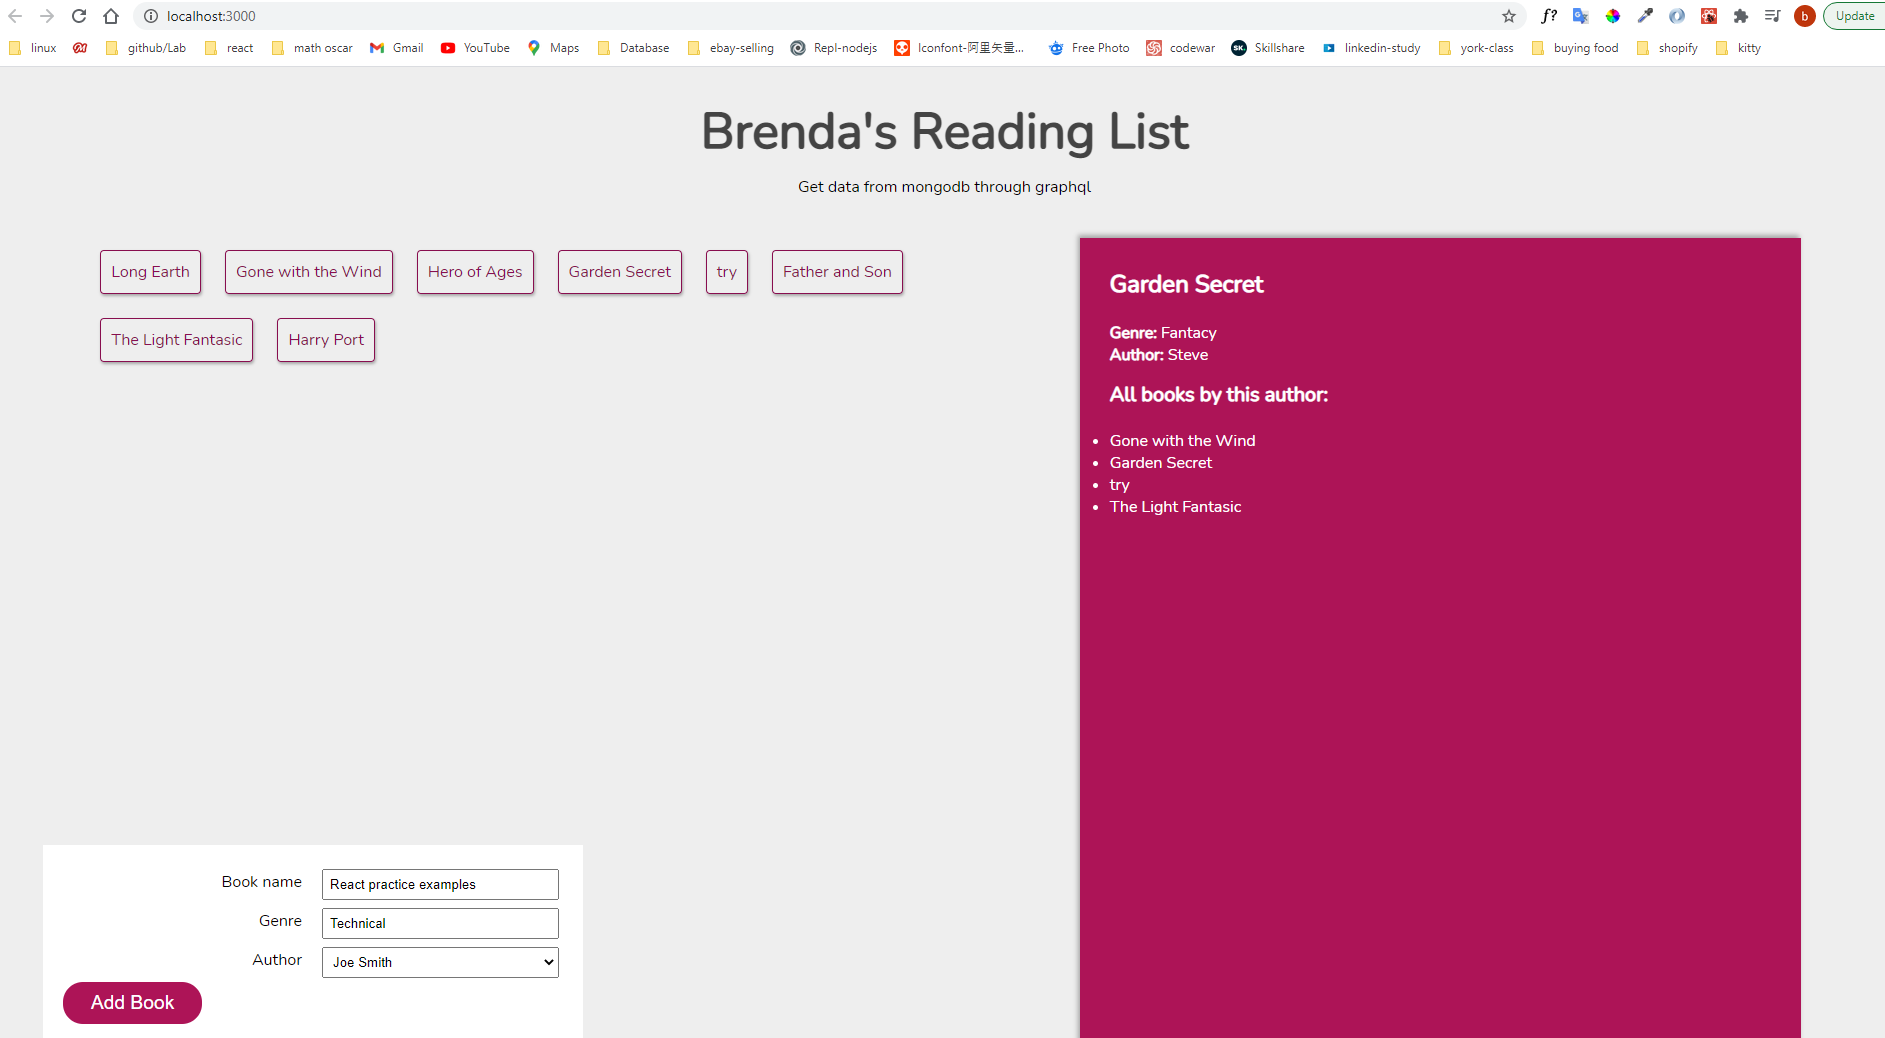 localhost:3000
f?
b
Update
linux
github/Lab
react
math oscar
Gmail
YouTube
Maps
Database
ebay-selling
Repl-nodejs
Iconfont-阿里矢量...
Free Photo
codewar
SK.
Skillshare
linkedin-study
york-class
buying food
shopify
kitty
Brenda's Reading List
Get data from mongodb through graphql
Long Earth
Gone with the Wind
Hero of Ages
Garden Secret
try
Father and Son
The Light Fantasic
Harry Port
Garden Secret
Genre: Fantacy
Author: Steve
All books by this author:
Gone with the Wind
Garden Secret
try
The Light Fantasic
Book name
React practice examples
Genre
Technical
Author
Joe Smith
Add Book